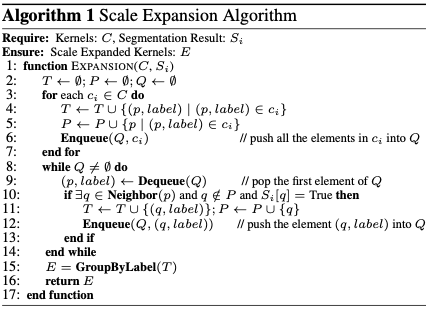 Algorithm 1 Scale Expansion Algorithm
Require: Kernels: C, Segmentation Result: Sᵢ
Ensure: Scale Expanded Kernels: E
1: function EXPANSION(C, Sᵢ)
2: T ← ∅; P ← ∅; Q ← ∅
3: for each cᵢ ∈ C do
4: T ← T ∪ {(p, label) | (p, label) ∈ cᵢ}
5: P ← P ∪ {p | (p, label) ∈ cᵢ}
6: Enqueue(Q, cᵢ) // push all the elements in cᵢ into Q
7: end for
8: while Q ≠ ∅ do
9: (p, label) ← Dequeue(Q) // pop the first element of Q
10: if ∃q ∈ Neighbor(p) and q ∉ P and Sᵢ[q] = True then
11: T ← T ∪ {(q, label)}; P ← P ∪ {q}
12: Enqueue(Q, (q, label)) // push the element (q, label) into Q
13: end if
14: end while
15: E = GroupByLabel(T)
16: return E
17: end function